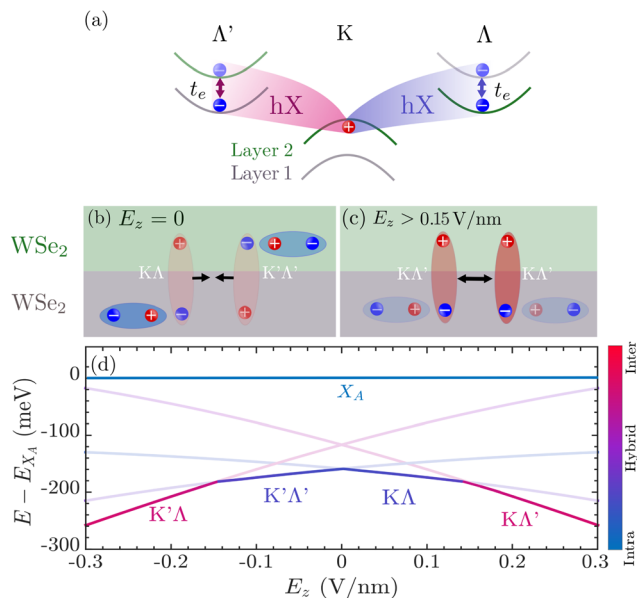 (a)
Λ' K Λ
t_e hX hX t_e
Layer 2
Layer 1
(b) E_z = 0
(c) E_z > 0.15 V/nm
WSe₂
KΛ K'Λ'
KΛ' KΛ'
WSe₂
(d)
X_A
K'Λ K'Λ' KΛ KΛ'
0
-100
-200
-300
E − E_{X_A} (meV)
-0.3 -0.2 -0.1 0 0.1 0.2 0.3
E_z (V/nm)
Inter
Hybrid
Intra